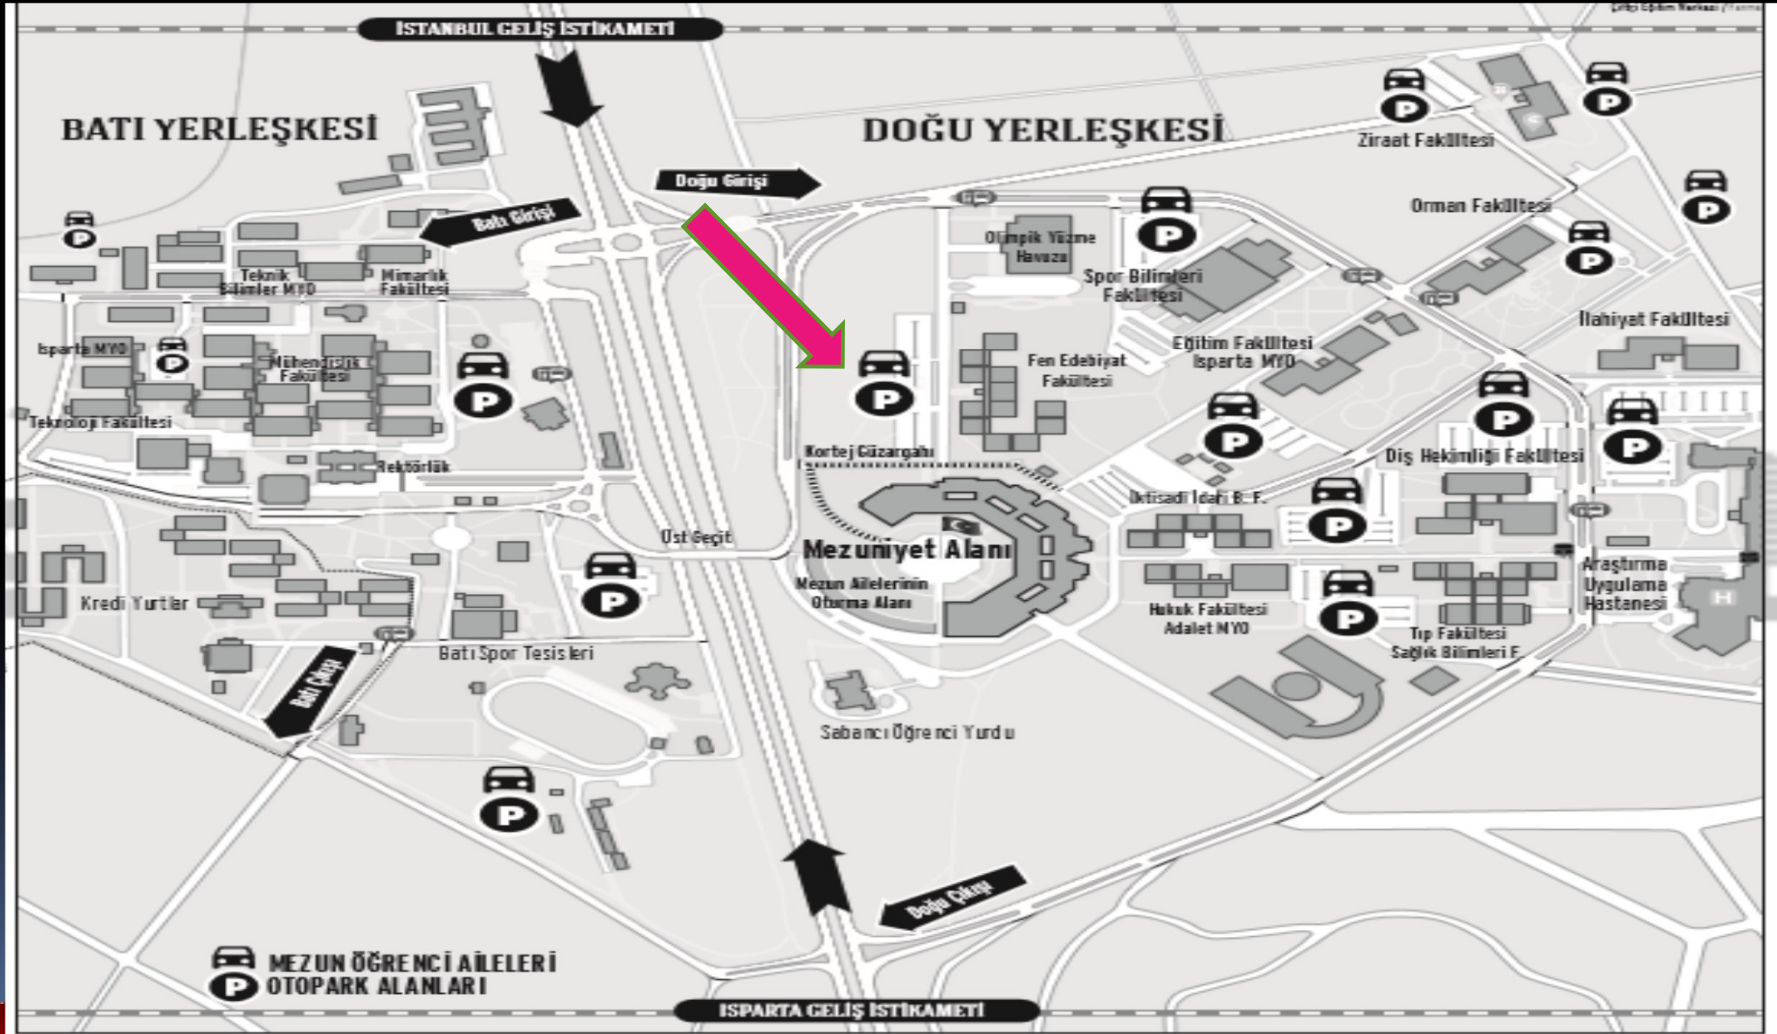 İSTANBUL GELİŞ İSTİKAMETİ
BATI YERLEŞKESİ
DOĞU YERLEŞKESİ
Doğu Girişi
Batı Girişi
Ziraat Fakültesi
Orman Fakültesi
Olimpik Yüzme
Havuzu
Spor Bilimleri
Fakültesi
Teknik
Bilimler MYO
Mimarlık
Fakültesi
İlahiyat Fakültesi
Isparta MYO
Mühendislik
Fakültesi
Fen Edebiyat
Fakültesi
Eğitim Fakültesi
Isparta MYO
Teknoloji Fakültesi
Rektörlük
Kortej Güzargahı
Diş Hekimliği Fakültesi
İktisadi İdari B. F.
Üst Geçit
Mezuniyet Alanı
Mezun Ailelerinin
Oturma Alanı
Kredi Yurtlar
Hukuk Fakültesi
Adalet MYO
Araştırma
Uygulama
Hastanesi
H
Tıp Fakültesi
Sağlık Bilimleri F.
Batı Spor Tesisleri
Batı Çıkışı
Sabancı Öğrenci Yurdu
Doğu Çıkışı
P MEZUN ÖĞRENCİ AİLELERİ
OTOPARK ALANLARI
ISPARTA GELİŞ İSTİKAMETİ